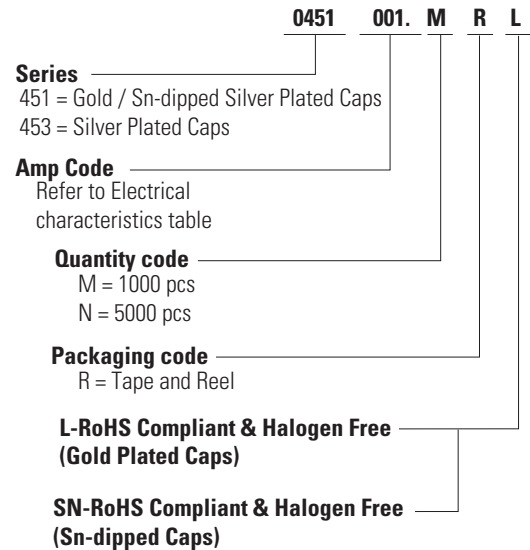 0451 001. M R L
Series
451 = Gold / Sn-dipped Silver Plated Caps
453 = Silver Plated Caps
Amp Code
Refer to Electrical
characteristics table
Quantity code
M = 1000 pcs
N = 5000 pcs
Packaging code
R = Tape and Reel
L-RoHS Compliant & Halogen Free
(Gold Plated Caps)
SN-RoHS Compliant & Halogen Free
(Sn-dipped Caps)